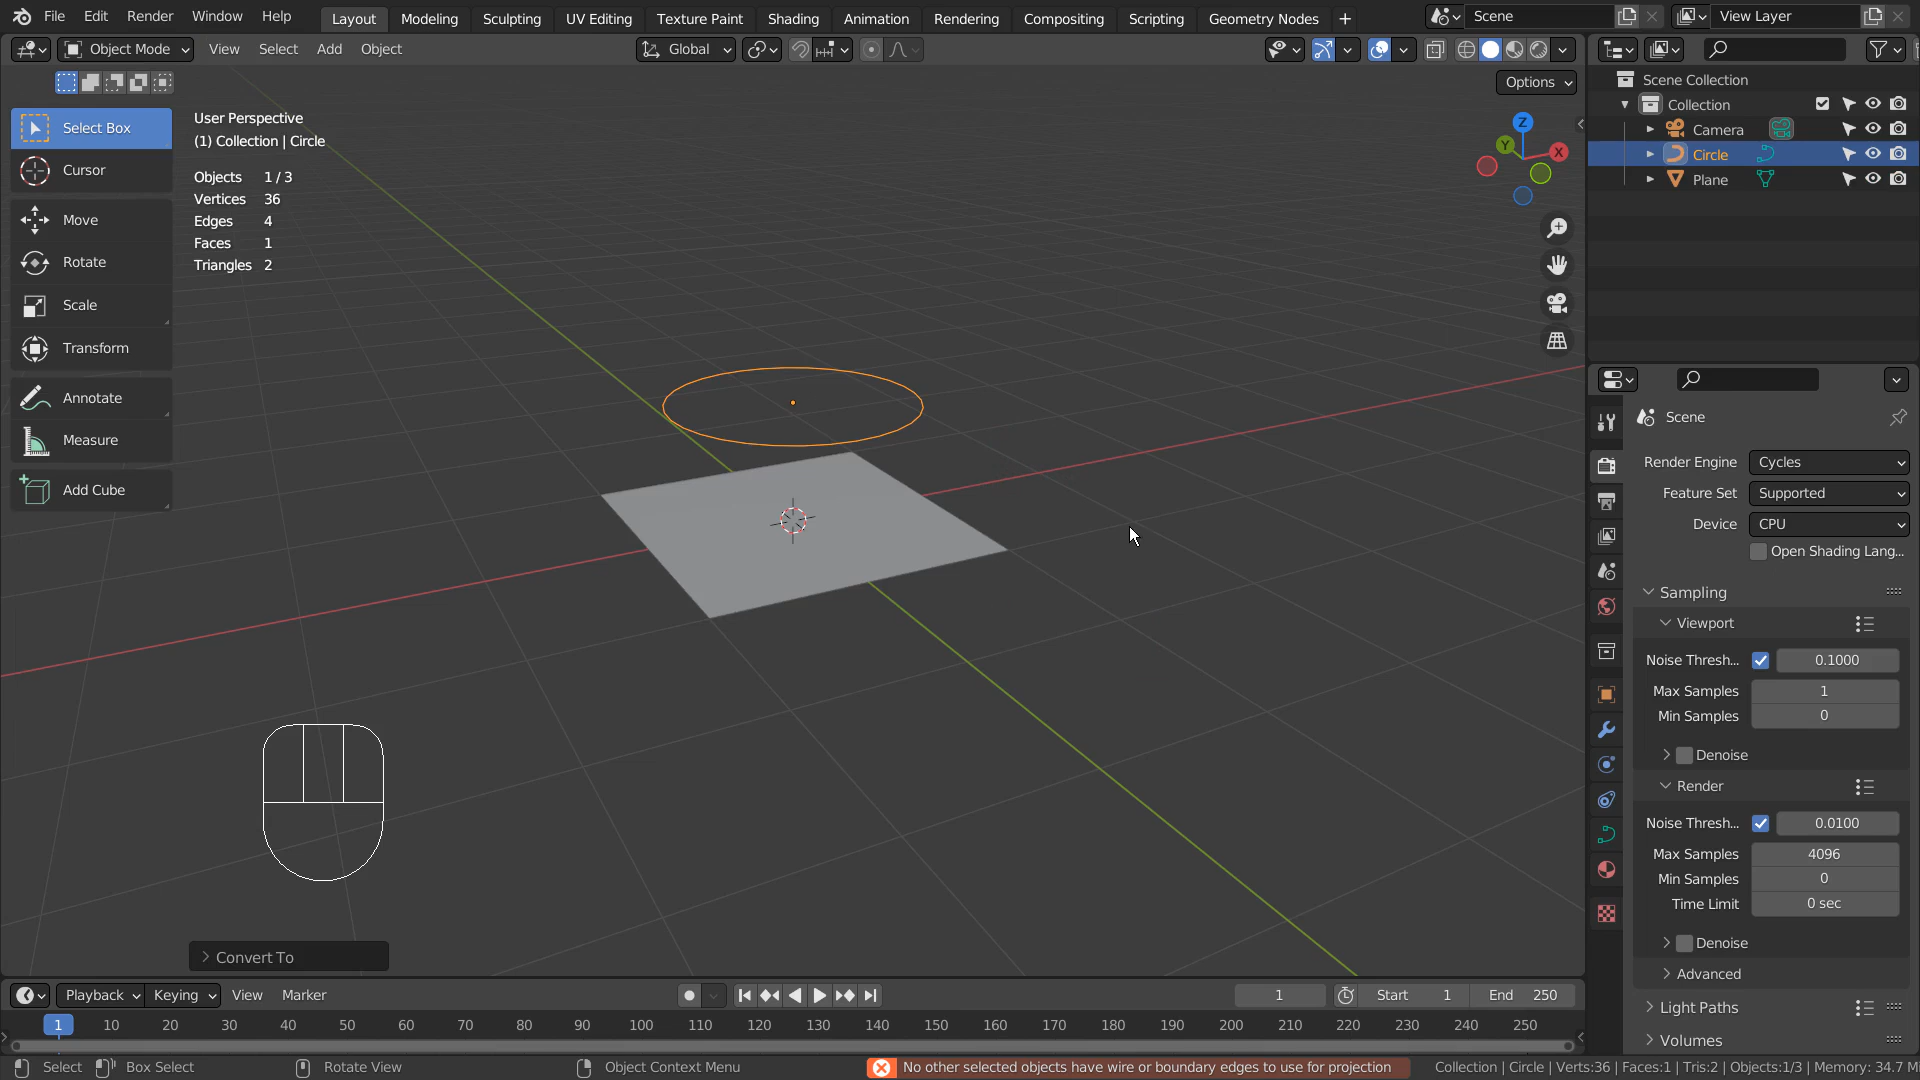 File Edit Render Window Help Layout Modeling Sculpting UV Editing Texture Paint Shading Animation Rendering Compositing Scripting Geometry Nodes + Scene View Layer
Object Mode View Select Add Object Global
Options
Select Box
Cursor
Move
Rotate
Scale
Transform
Annotate
Measure
Add Cube
User Perspective
(1) Collection | Circle
Objects 1 / 3
Vertices 36
Edges 4
Faces 1
Triangles 2
Z
Y
X
Convert To
Scene Collection
Collection
Camera
Circle
Plane
Scene
Render Engine Cycles
Feature Set Supported
Device CPU
Open Shading Lang...
Sampling
Viewport
Noise Thresh... 0.1000
Max Samples 1
Min Samples 0
Denoise
Render
Noise Thresh... 0.0100
Max Samples 4096
Min Samples 0
Time Limit 0 sec
Denoise
Advanced
Light Paths
Volumes
Playback Keying View Marker 1 Start 1 End 250
1 10 20 30 40 50 60 70 80 90 100 110 120 130 140 150 160 170 180 190 200 210 220 230 240 250
Select Box Select Rotate View Object Context Menu No other selected objects have wire or boundary edges to use for projection Collection | Circle | Verts:36 | Faces:1 | Tris:2 | Objects:1/3 | Memory: 34.7 M